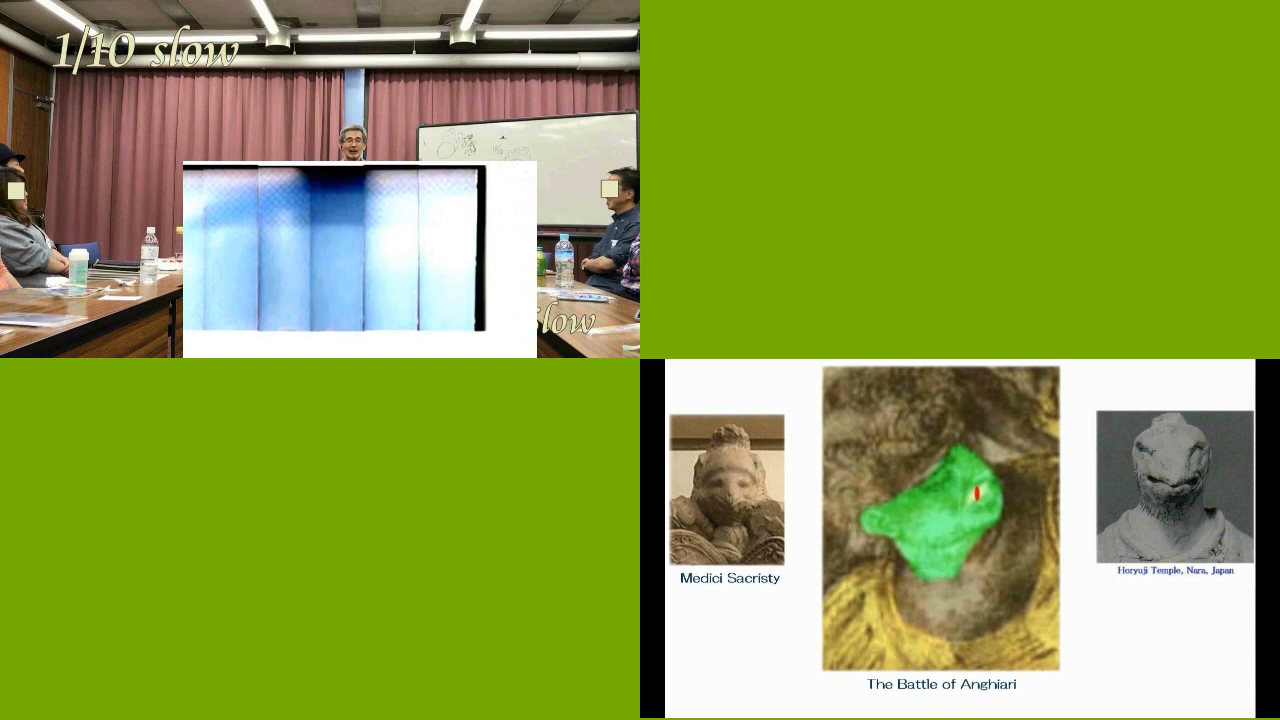 1/10 slow
Slow
Medici Sacristy
Horyuji Temple, Nara, Japan
The Battle of Anghiari